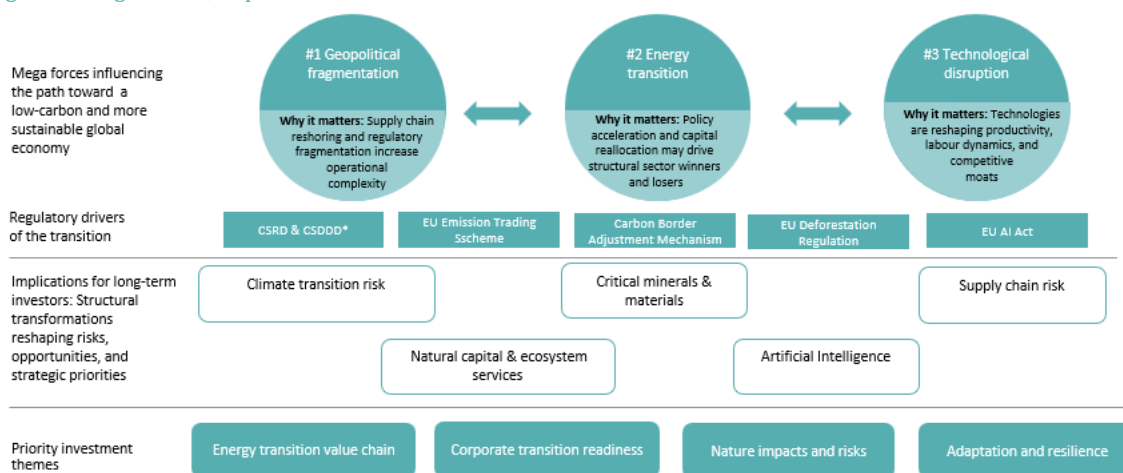 Mega forces influencing
the path toward a
low-carbon and more
sustainable global
economy
#1 Geopolitical
fragmentation
Why it matters: Supply chain
reshoring and regulatory
fragmentation increase
operational
complexity
#2 Energy
transition
Why it matters: Policy
acceleration and capital
reallocation may drive
structural sector winners
and losers
#3 Technological
disruption
Why it matters: Technologies
are reshaping productivity,
labour dynamics, and
competitive
moats
Regulatory drivers
of the transition
CSRD & CSDDD*
EU Emission Trading
Sscheme
Carbon Border
Adjustment Mechanism
EU Deforestation
Regulation
EU AI Act
Implications for long-term
investors: Structural
transformations
reshaping risks,
opportunities, and
strategic priorities
Climate transition risk
Critical minerals &
materials
Supply chain risk
Natural capital & ecosystem
services
Artificial Intelligence
Priority investment
themes
Energy transition value chain
Corporate transition readiness
Nature impacts and risks
Adaptation and resilience